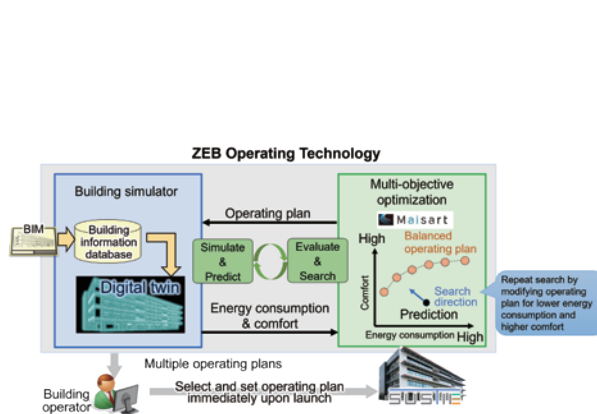 ZEB Operating Technology
Building simulator
BIM
Building
information
database
Digital twin
Operating plan
Simulate
&
Predict
Evaluate
&
Search
Energy consumption
& comfort
Multi-objective
optimization
Maisart
High
Balanced
operating plan
Comfort
Search
direction
Prediction
Energy consumption High
Repeat search by
modifying operating
plan for lower energy
consumption and
higher comfort
Multiple operating plans
Building
operator
Select and set operating plan
immediately upon launch
SUSTIE